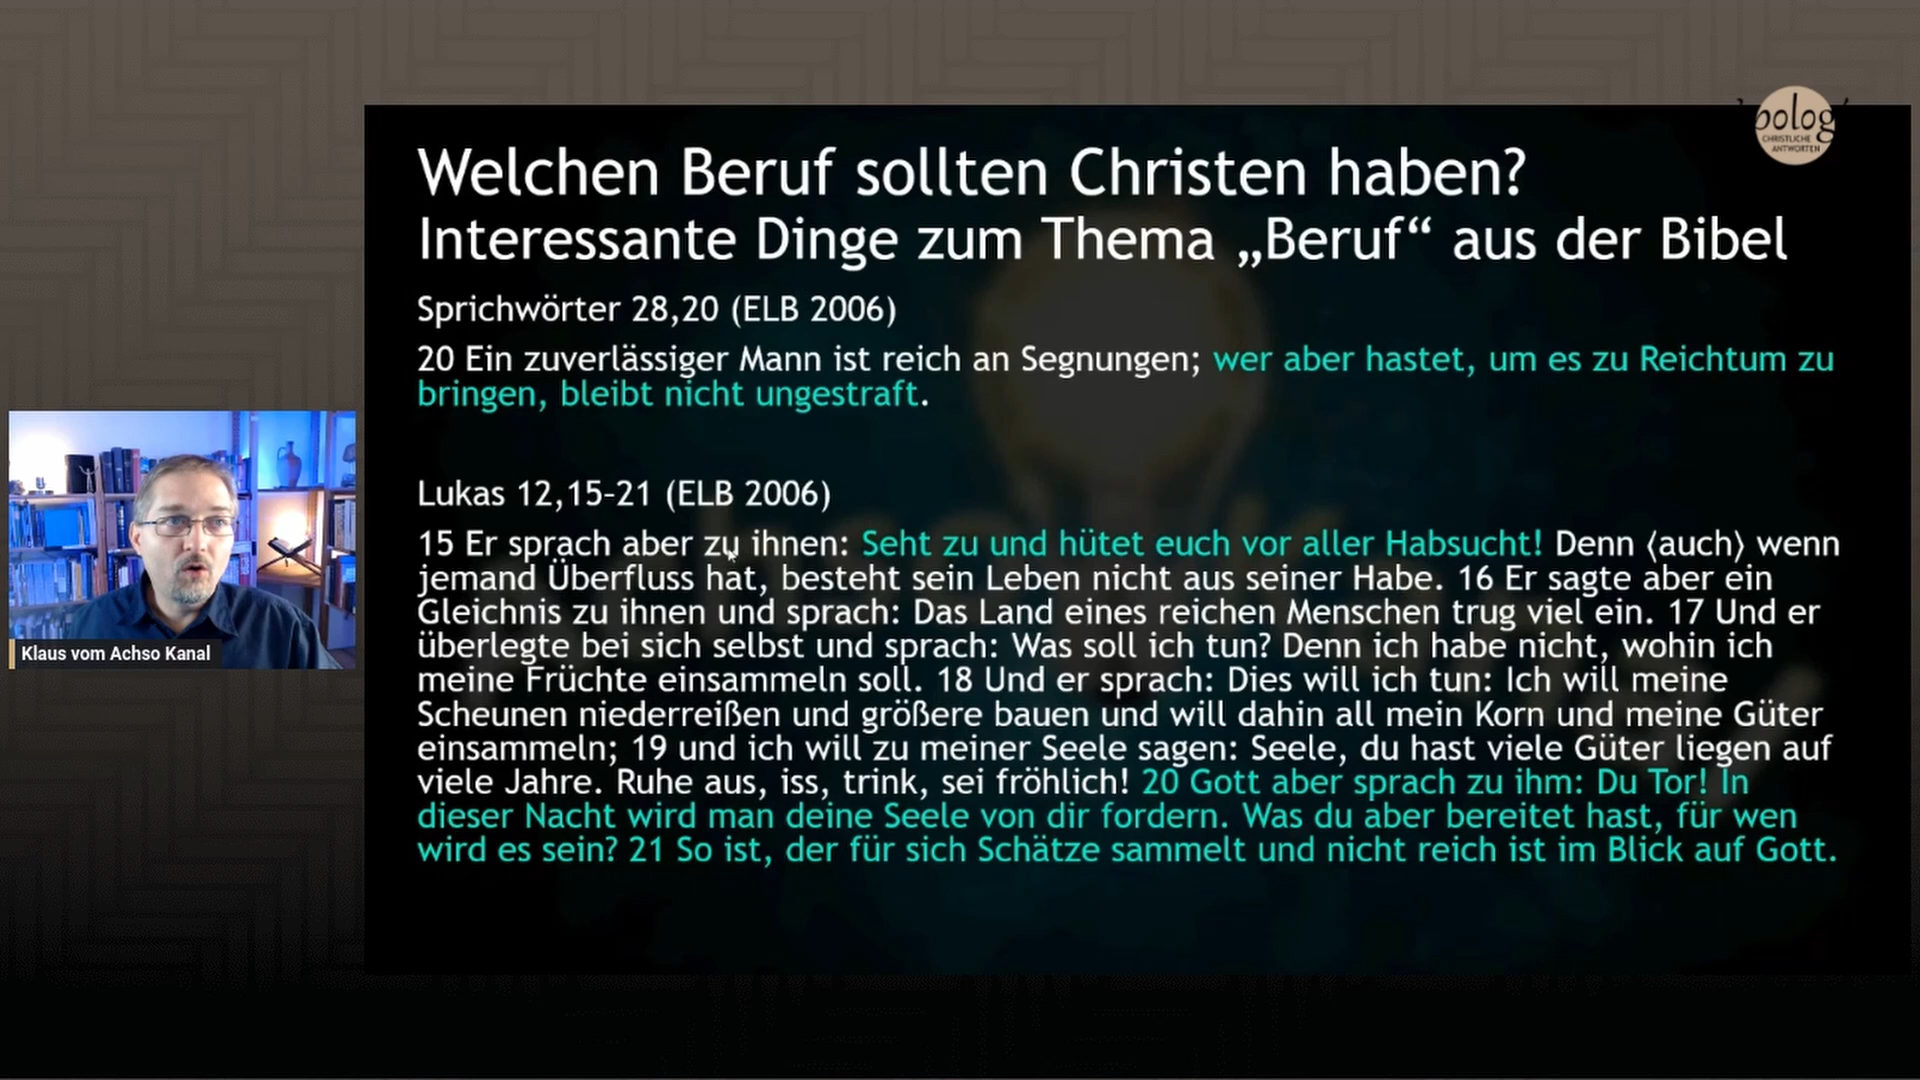 polog
CHRISTLICHE
ANTWORTEN
Welchen Beruf sollten Christen haben?
Interessante Dinge zum Thema „Beruf“ aus der Bibel
Sprichwörter 28,20 (ELB 2006)
20 Ein zuverlässiger Mann ist reich an Segnungen; wer aber hastet, um es zu Reichtum zu
bringen, bleibt nicht ungestraft.
Lukas 12,15-21 (ELB 2006)
15 Er sprach aber zu ihnen: Seht zu und hütet euch vor aller Habsucht! Denn ⟨auch⟩ wenn
jemand Überfluss hat, besteht sein Leben nicht aus seiner Habe. 16 Er sagte aber ein
Gleichnis zu ihnen und sprach: Das Land eines reichen Menschen trug viel ein. 17 Und er
überlegte bei sich selbst und sprach: Was soll ich tun? Denn ich habe nicht, wohin ich
meine Früchte einsammeln soll. 18 Und er sprach: Dies will ich tun: Ich will meine
Scheunen niederreißen und größere bauen und will dahin all mein Korn und meine Güter
einsammeln; 19 und ich will zu meiner Seele sagen: Seele, du hast viele Güter liegen auf
viele Jahre. Ruhe aus, iss, trink, sei fröhlich! 20 Gott aber sprach zu ihm: Du Tor! In
dieser Nacht wird man deine Seele von dir fordern. Was du aber bereitet hast, für wen
wird es sein? 21 So ist, der für sich Schätze sammelt und nicht reich ist im Blick auf Gott.
Klaus vom Achso Kanal